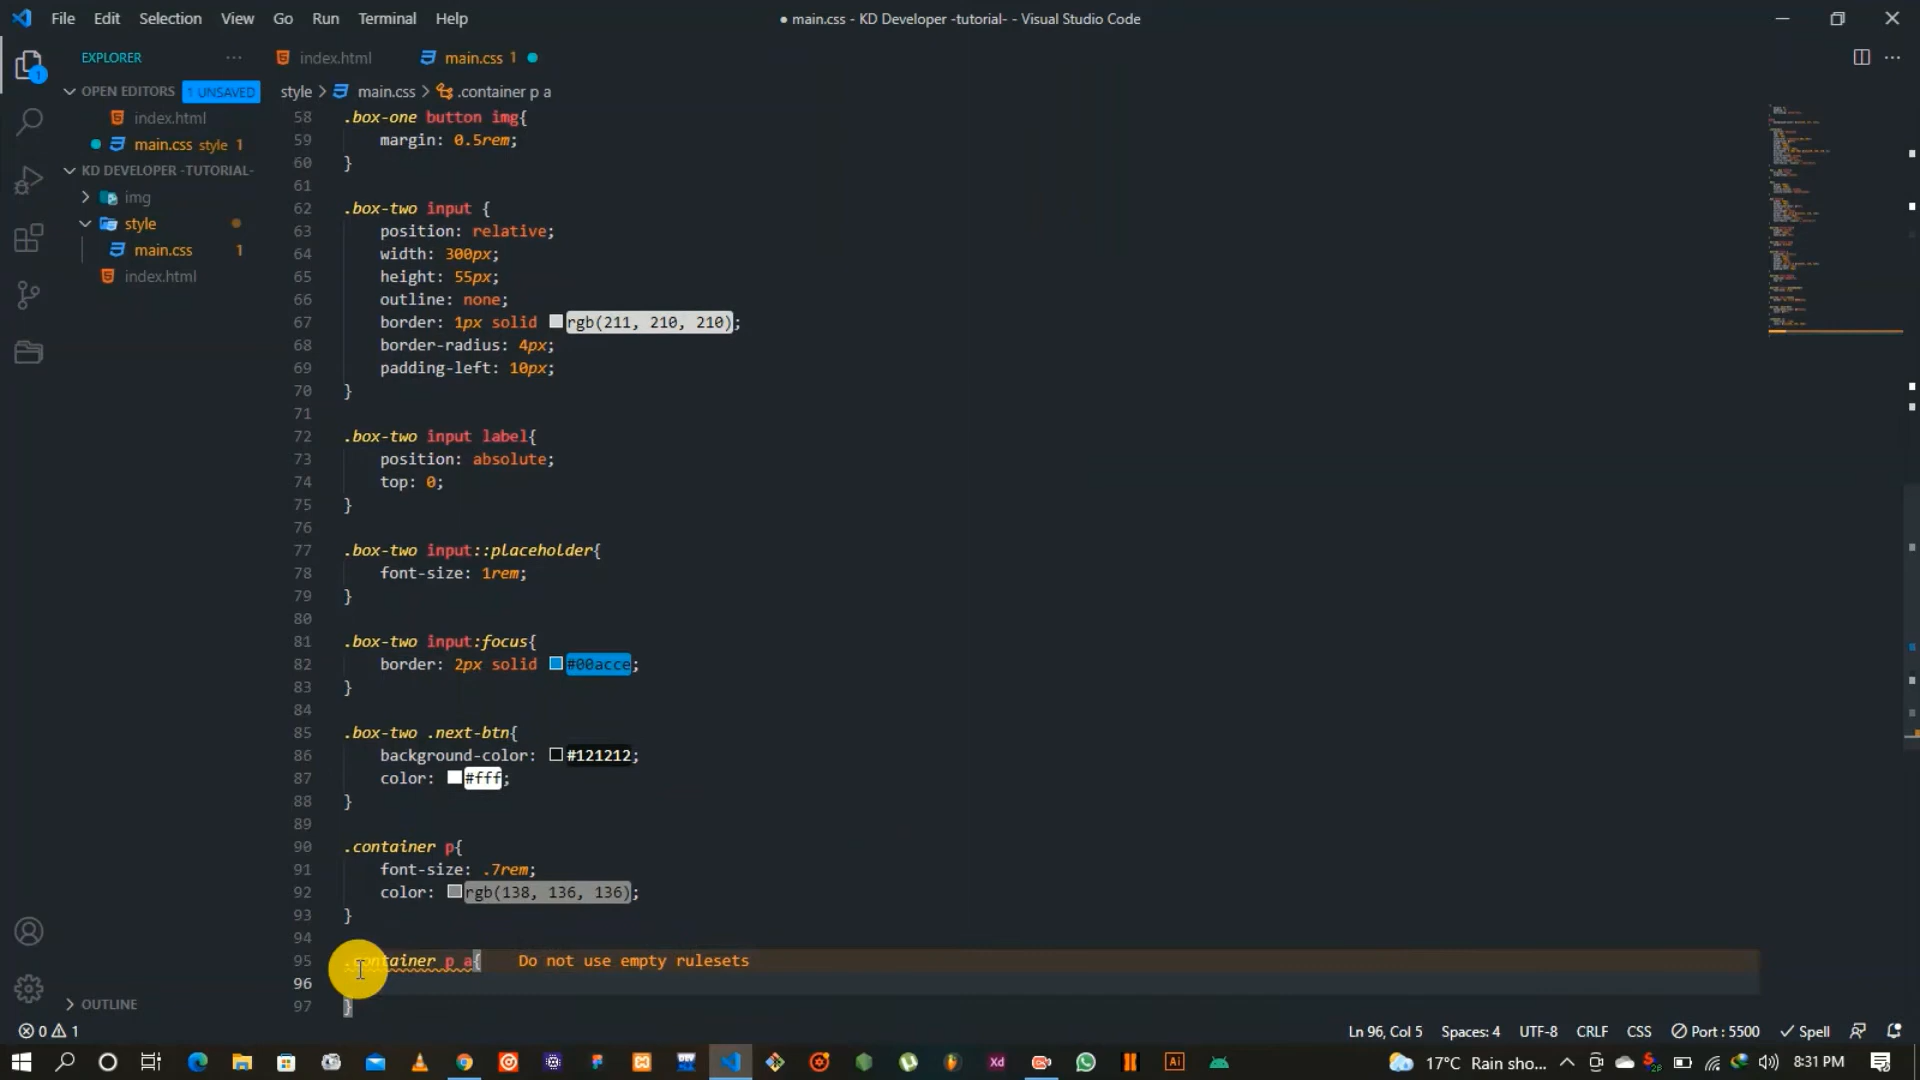 File Edit Selection View Go Run Terminal Help
● main.css - KD Developer -tutorial- - Visual Studio Code
EXPLORER
index.html
main.css 1
OPEN EDITORS 1 UNSAVED
index.html
main.css style 1
KD DEVELOPER -TUTORIAL-
img
style
main.css 1
index.html
OUTLINE
style > main.css > .container p a
58 .box-one button img{
59 margin: 0.5rem;
60 }
61
62 .box-two input {
63 position: relative;
64 width: 300px;
65 height: 55px;
66 outline: none;
67 border: 1px solid rgb(211, 210, 210);
68 border-radius: 4px;
69 padding-left: 10px;
70 }
71
72 .box-two input label{
73 position: absolute;
74 top: 0;
75 }
76
77 .box-two input::placeholder{
78 font-size: 1rem;
79 }
80
81 .box-two input:focus{
82 border: 2px solid #00acce;
83 }
84
85 .box-two .next-btn{
86 background-color: #121212;
87 color: #fff;
88 }
89
90 .container p{
91 font-size: .7rem;
92 color: rgb(138, 136, 136);
93 }
94
95 .container p a{ Do not use empty rulesets
96
97 }
0 1
Ln 96, Col 5 Spaces: 4 UTF-8 CRLF CSS Port : 5500 Spell
17°C Rain sho... 8:31 PM